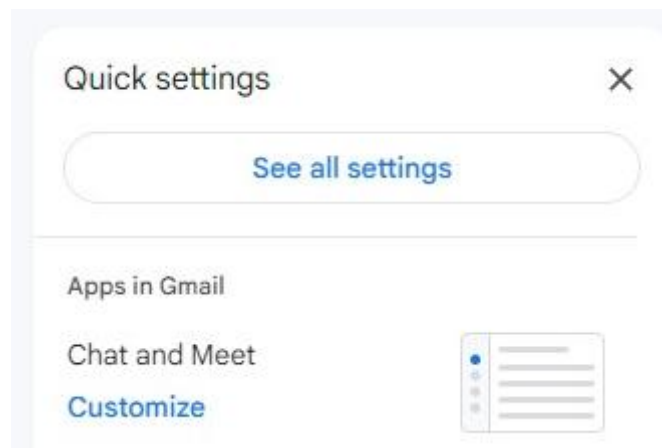 Quick settings
See all settings
Apps in Gmail
Chat and Meet
Customize